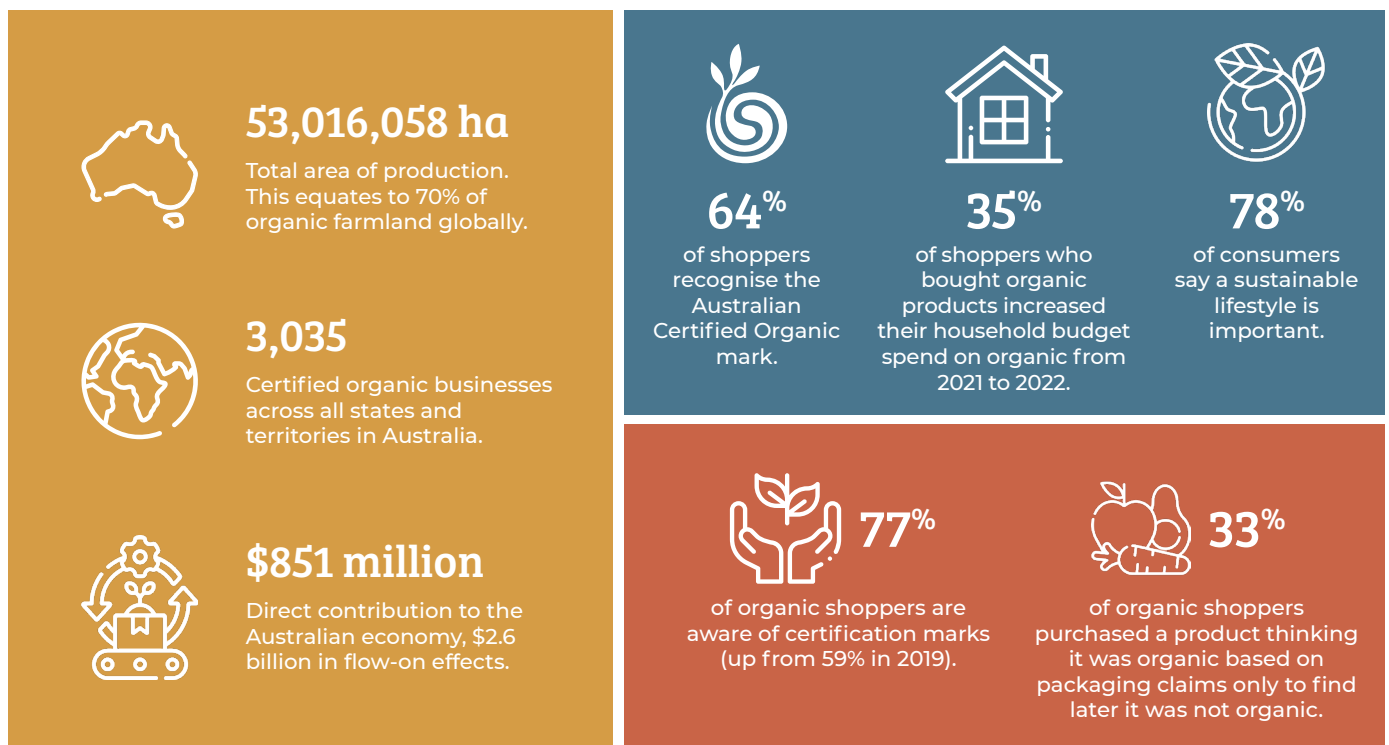 53,016,058 ha
Total area of production.
This equates to 70% of
organic farmland globally.
3,035
Certified organic businesses
across all states and
territories in Australia.
$851 million
Direct contribution to the
Australian economy, $2.6
billion in flow-on effects.
64%
of shoppers
recognise the
Australian
Certified Organic
mark.
35%
of shoppers who
bought organic
products increased
their household budget
spend on organic from
2021 to 2022.
78%
of consumers
say a sustainable
lifestyle is
important.
77%
of organic shoppers are
aware of certification marks
(up from 59% in 2019).
33%
of organic shoppers
purchased a product thinking
it was organic based on
packaging claims only to find
later it was not organic.